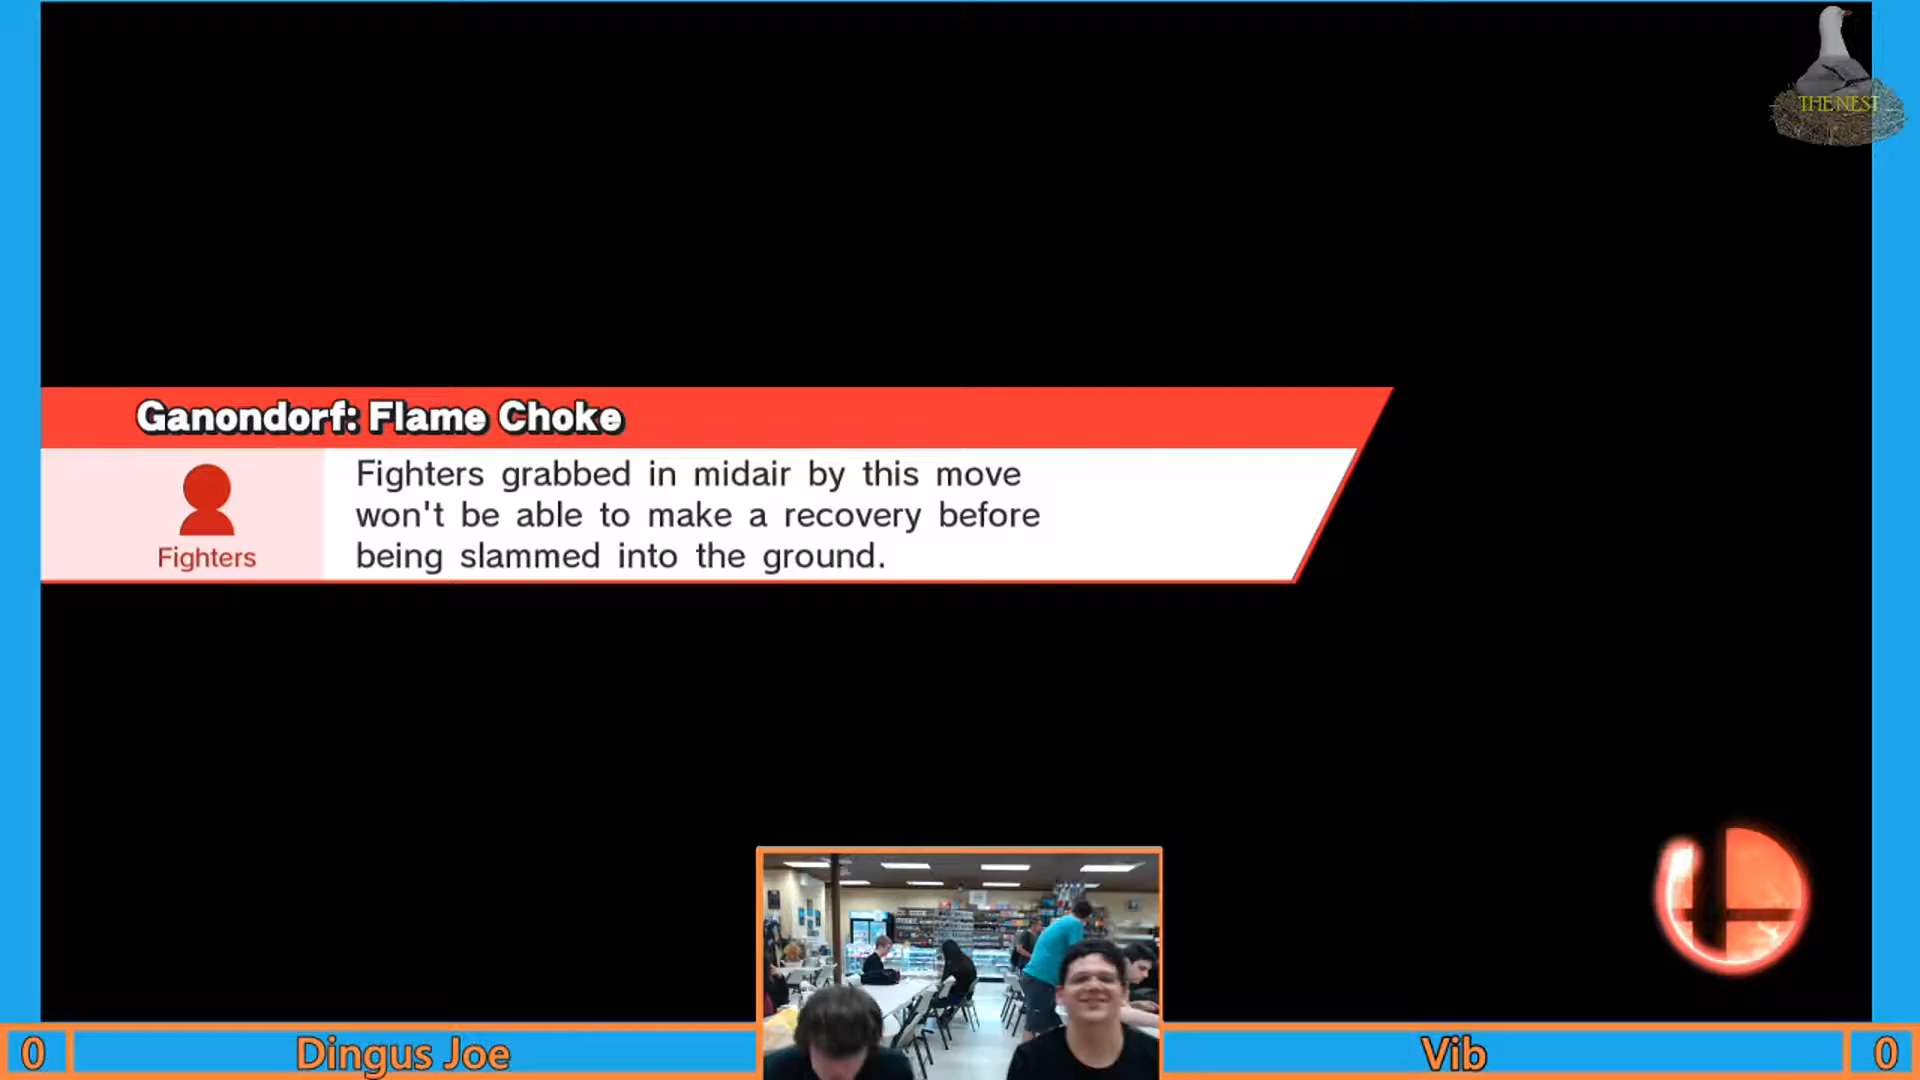 THE NEST
Ganondorf: Flame Choke
Fighters grabbed in midair by this move
won't be able to make a recovery before
being slammed into the ground.
Fighters
0
Dingus Joe
Vib
0